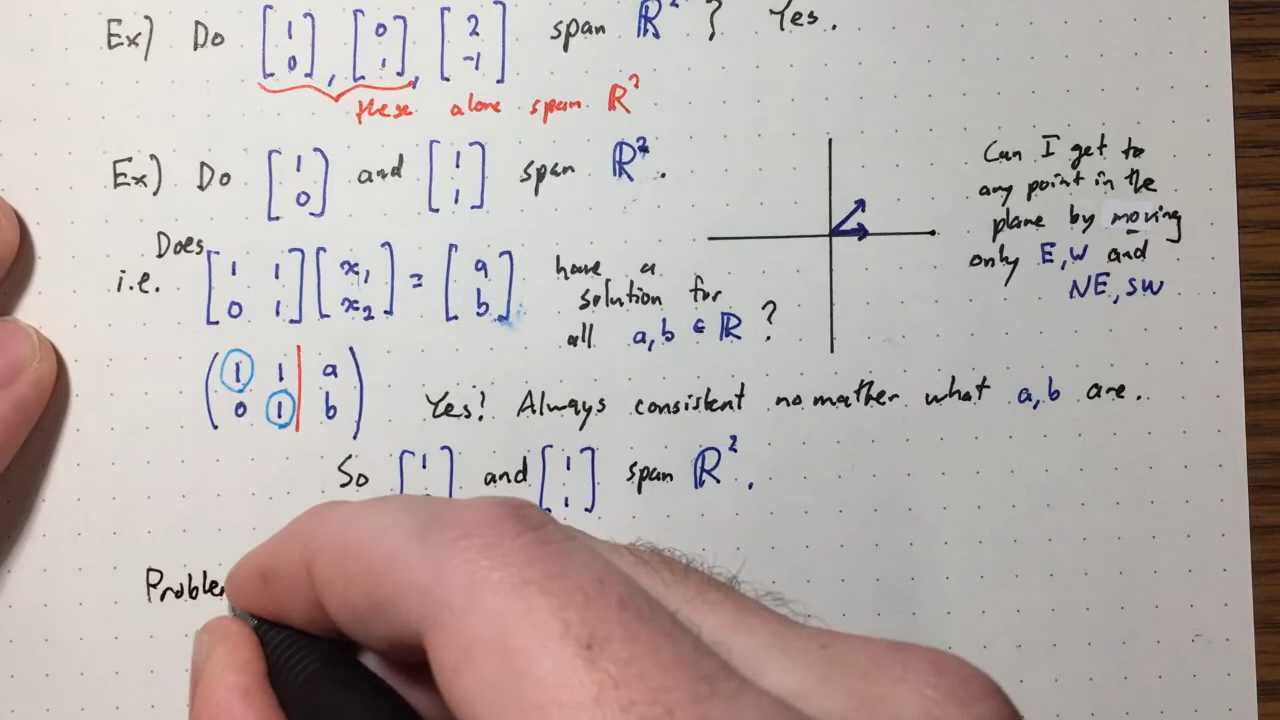 Ex) Do [1 0], [0 1], [2 -1] span ℝ² ? Yes.
these alone span ℝ²
Ex) Do [1 0] and [1 1] span ℝ².
Can I get to
any point in the
plane by moving
only E, W and
NE, SW
i.e. Does [1 1 0 1] [x₁ x₂] = [a b] have a
solution for
all a, b ∈ ℝ ?
(1 1 | a
0 1 | b) Yes! Always consistent no mather what a, b are.
So [1 and [1 span ℝ².
Proble